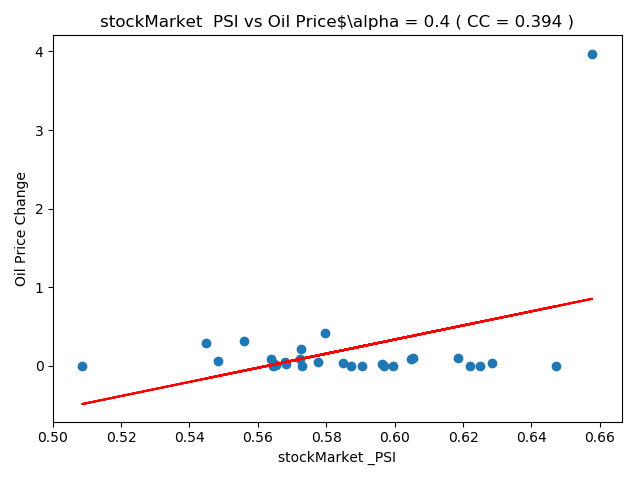 stockMarket  PSI vs Oil Price$\alpha = 0.4 ( CC = 0.394 )
4
3
2
1
0
Oil Price Change
0.50 0.52 0.54 0.56 0.58 0.60 0.62 0.64 0.66
stockMarket _PSI